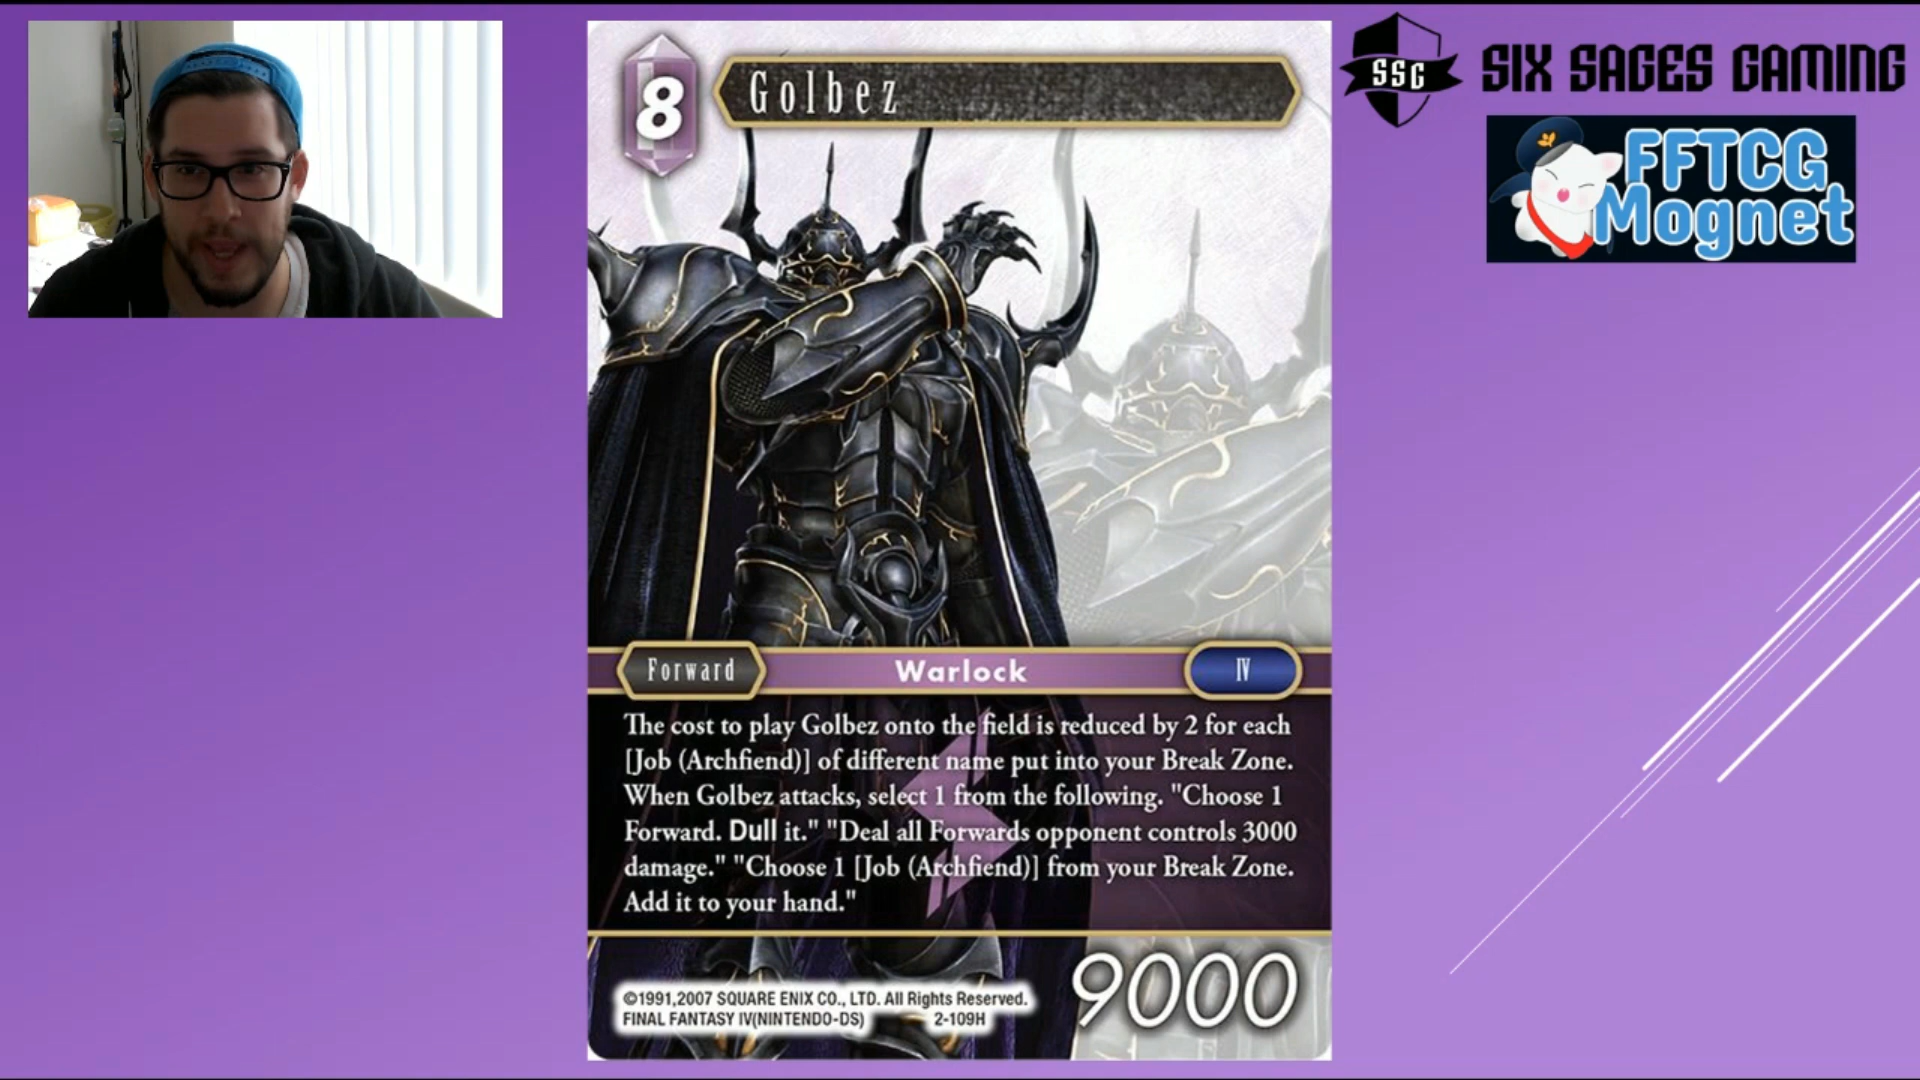 8
Golbez
SSG
SIX SAGES GAMING
FFTCG
Mognet
Forward
Warlock
IV
The cost to play Golbez onto the field is reduced by 2 for each
[Job (Archfiend)] of different name put into your Break Zone.
When Golbez attacks, select 1 from the following. "Choose 1
Forward. Dull it." "Deal all Forwards opponent controls 3000
damage." "Choose 1 [Job (Archfiend)] from your Break Zone.
Add it to your hand."
9000
©1991,2007 SQUARE ENIX CO., LTD. All Rights Reserved.
FINAL FANTASY IV(NINTENDO-DS) 2-109H